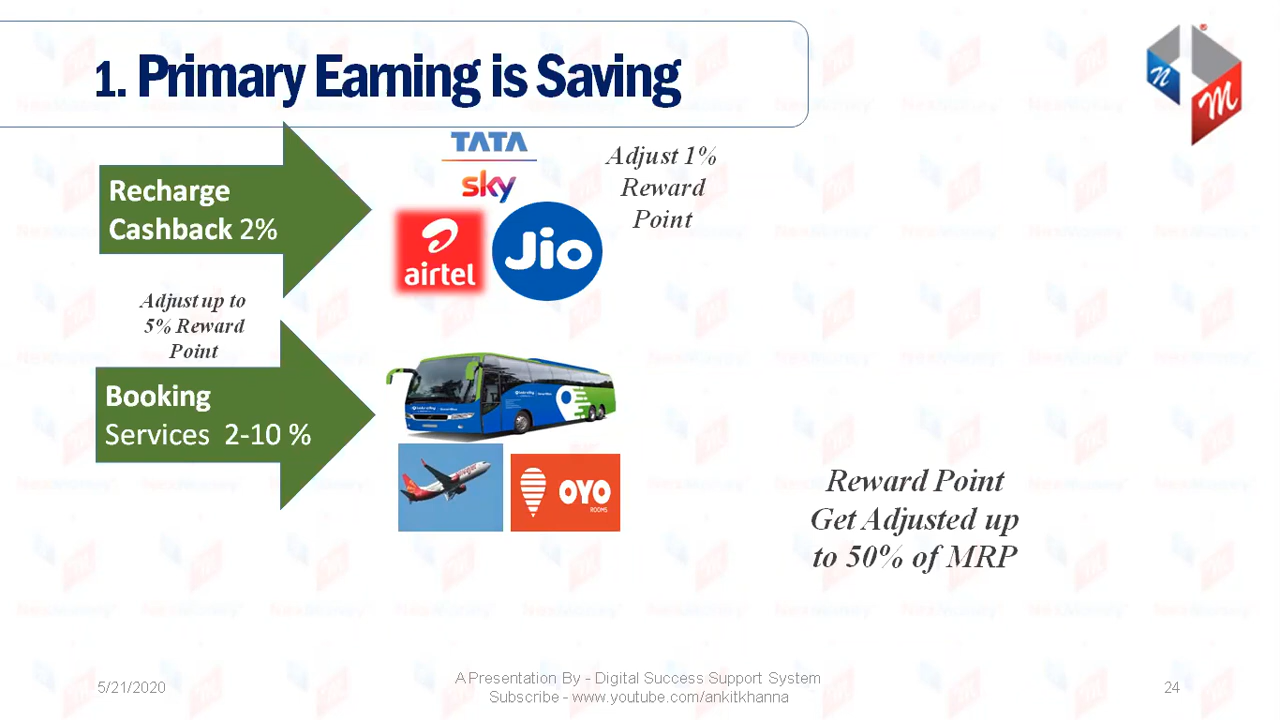 1. Primary Earning is Saving
n
M
Recharge
Cashback 2%
TATA
sky
airtel
Jio
Adjust 1%
Reward
Point
Adjust up to
5% Reward
Point
Booking
Services 2-10 %
OYO
ROOMS
Reward Point
Get Adjusted up
to 50% of MRP
5/21/2020
A Presentation By - Digital Success Support System
Subscribe - www.youtube.com/ankitkhanna
24